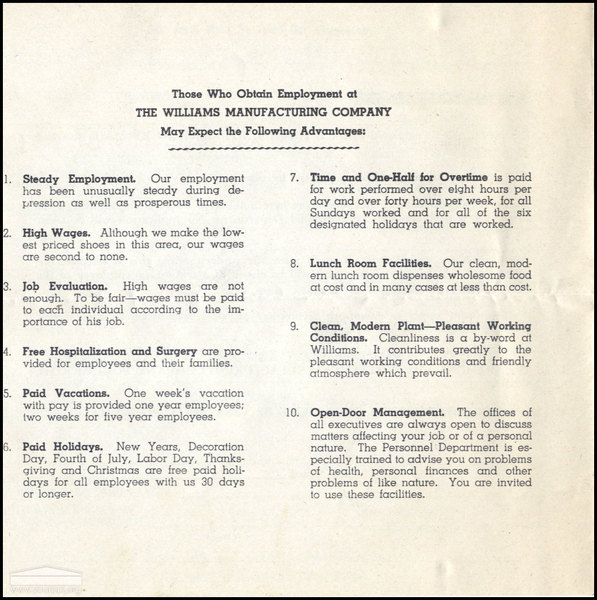 Those Who Obtain Employment at
THE WILLIAMS MANUFACTURING COMPANY
May Expect the Following Advantages:
1. Steady Employment. Our employment
has been unusually steady during de-
pression as well as prosperous times.
2. High Wages. Although we make the low-
est priced shoes in this area, our wages
are second to none.
3. Job Evaluation. High wages are not
enough. To be fair—wages must be paid
to each individual according to the im-
portance of his job.
4. Free Hospitalization and Surgery are pro-
vided for employees and their families.
5. Paid Vacations. One week's vacation
with pay is provided one year employees;
two weeks for five year employees.
6. Paid Holidays. New Years, Decoration
Day, Fourth of July, Labor Day, Thanks-
giving and Christmas are free paid holi-
days for all employees with us 30 days
or longer.
7. Time and One-Half for Overtime is paid
for work performed over eight hours per
day and over forty hours per week, for all
Sundays worked and for all of the six
designated holidays that are worked.
8. Lunch Room Facilities. Our clean, mod-
ern lunch room dispenses wholesome food
at cost and in many cases at less than cost.
9. Clean, Modern Plant—Pleasant Working
Conditions. Cleanliness is a by-word at
Williams. It contributes greatly to the
pleasant working conditions and friendly
atmosphere which prevail.
10. Open-Door Management. The offices of
all executives are always open to discuss
matters affecting your job or of a personal
nature. The Personnel Department is es-
pecially trained to advise you on problems
of health, personal finances and other
problems of like nature. You are invited
to use these facilities.